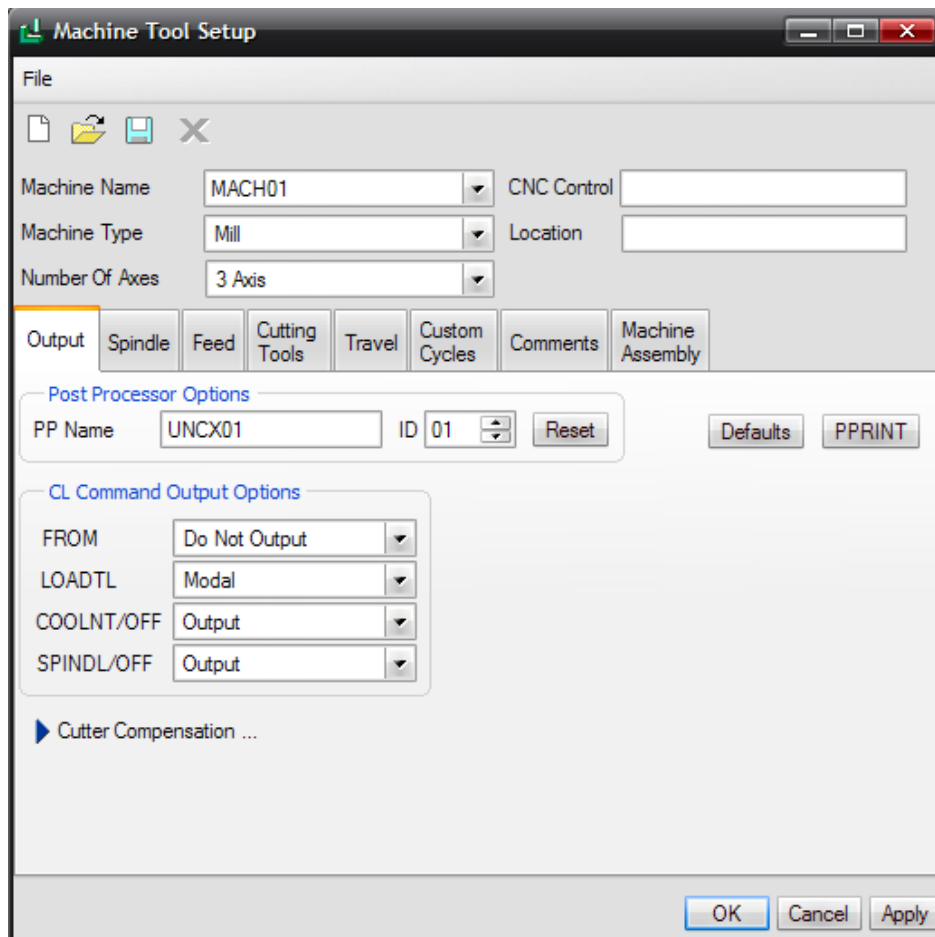 Machine Tool Setup
File
Machine Name MACH01 CNC Control
Machine Type Mill Location
Number Of Axes 3 Axis
Output Spindle Feed Cutting Tools Travel Custom Cycles Comments Machine Assembly
Post Processor Options
PP Name UNCX01 ID 01 Reset Defaults PPRINT
CL Command Output Options
FROM Do Not Output
LOADTL Modal
COOLNT/OFF Output
SPINDL/OFF Output
Cutter Compensation ...
OK Cancel Apply